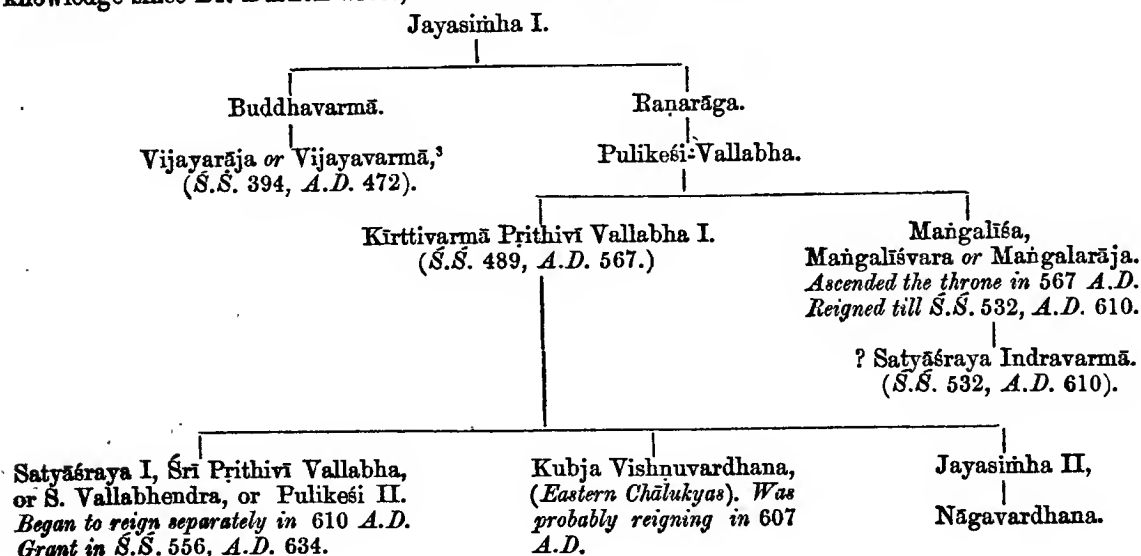 Jayasiṁha I.
Buddhavarmā.
Raṇarāga.
Vijayarāja or Vijayavarmā,³
(Ś.Ś. 394, A.D. 472).
Pulikeśi-Vallabha.
Kīrttivarmā Pṛithivī Vallabha I.
(Ś.Ś. 489, A.D. 567.)
Maṅgalīśa,
Maṅgalīśvara or Maṅgalarāja.
Ascended the throne in 567 A.D.
Reigned till Ś.Ś. 532, A.D. 610.
? Satyāśraya Indravarmā.
(Ś.Ś. 532, A.D. 610).
Satyāśraya I, Śrī Pṛithivī Vallabha,
or S. Vallabhendra, or Pulikeśi II.
Began to reign separately in 610 A.D.
Grant in Ś.Ś. 556, A.D. 634.
Kubja Vishṇuvardhana,
(Eastern Chālukyas). Was
probably reigning in 607
A.D.
Jayasiṁha II,
Nāgavardhana.